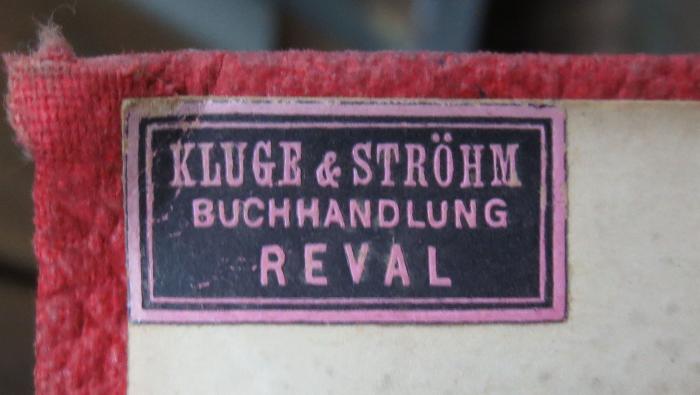 KLUGE & STRÖHM
BUCHHANDLUNG
REVAL